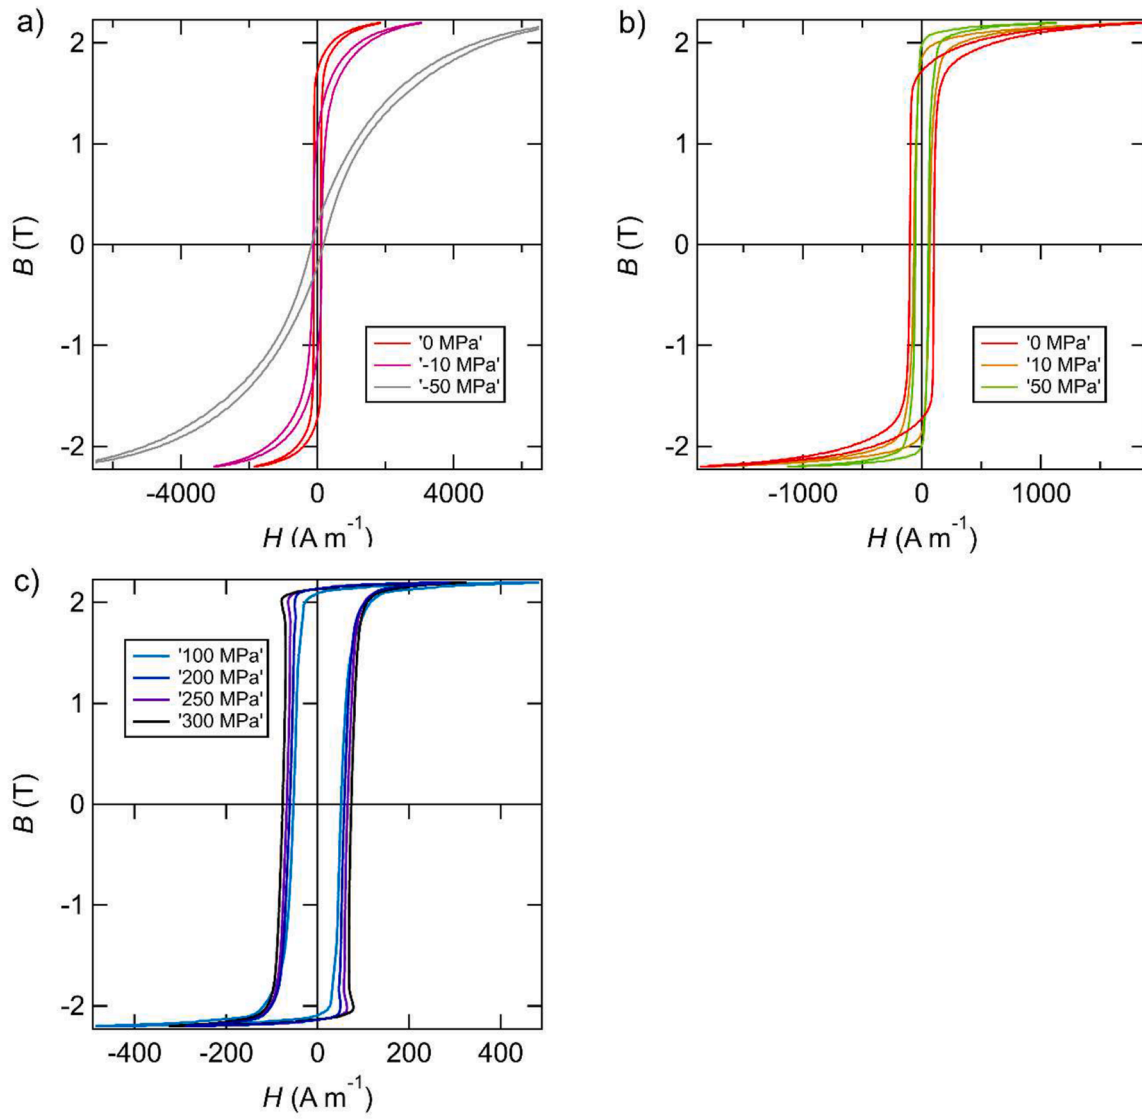 a)
2
1
0
-1
-2
B (T)
-4000
0
4000
H (A m⁻¹)
'0 MPa'
'-10 MPa'
'-50 MPa'
b)
2
1
0
-1
-2
B (T)
-1000
0
1000
H (A m⁻¹)
'0 MPa'
'10 MPa'
'50 MPa'
c)
2
1
0
-1
-2
B (T)
-400
-200
0
200
400
H (A m⁻¹)
'100 MPa'
'200 MPa'
'250 MPa'
'300 MPa'